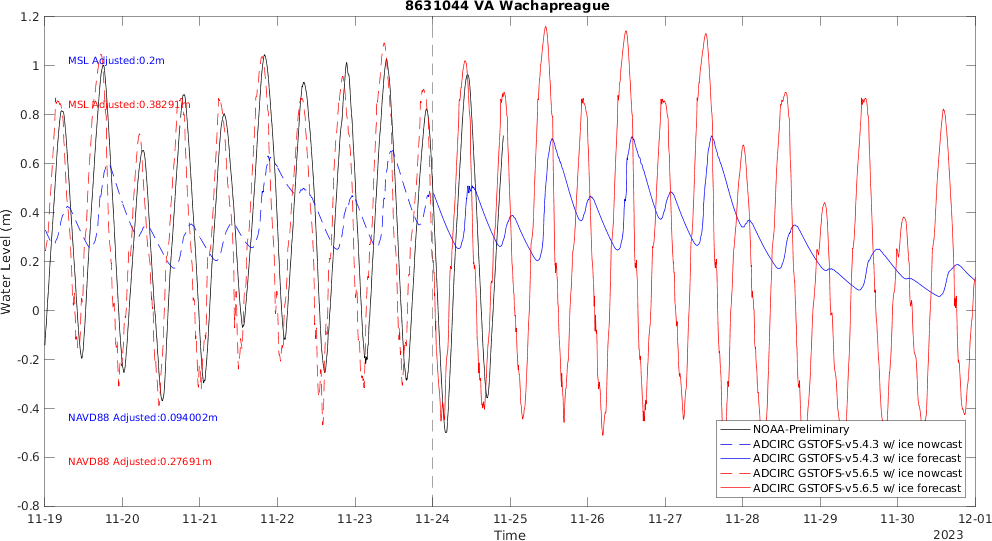 8631044 VA Wachapreague
1.2
1
0.8
0.6
0.4
0.2
0
-0.2
-0.4
-0.6
-0.8
Water Level (m)
MSL Adjusted:0.2m
MSL Adjusted:0.38291m
NAVD88 Adjusted:0.094002m
NAVD88 Adjusted:0.27691m
NOAA-Preliminary
ADCIRC GSTOFS-v5.4.3 w/ ice nowcast
ADCIRC GSTOFS-v5.4.3 w/ ice forecast
ADCIRC GSTOFS-v5.6.5 w/ ice nowcast
ADCIRC GSTOFS-v5.6.5 w/ ice forecast
11-19 11-20 11-21 11-22 11-23 11-24 11-25 11-26 11-27 11-28 11-29 11-30 12-01
Time
2023